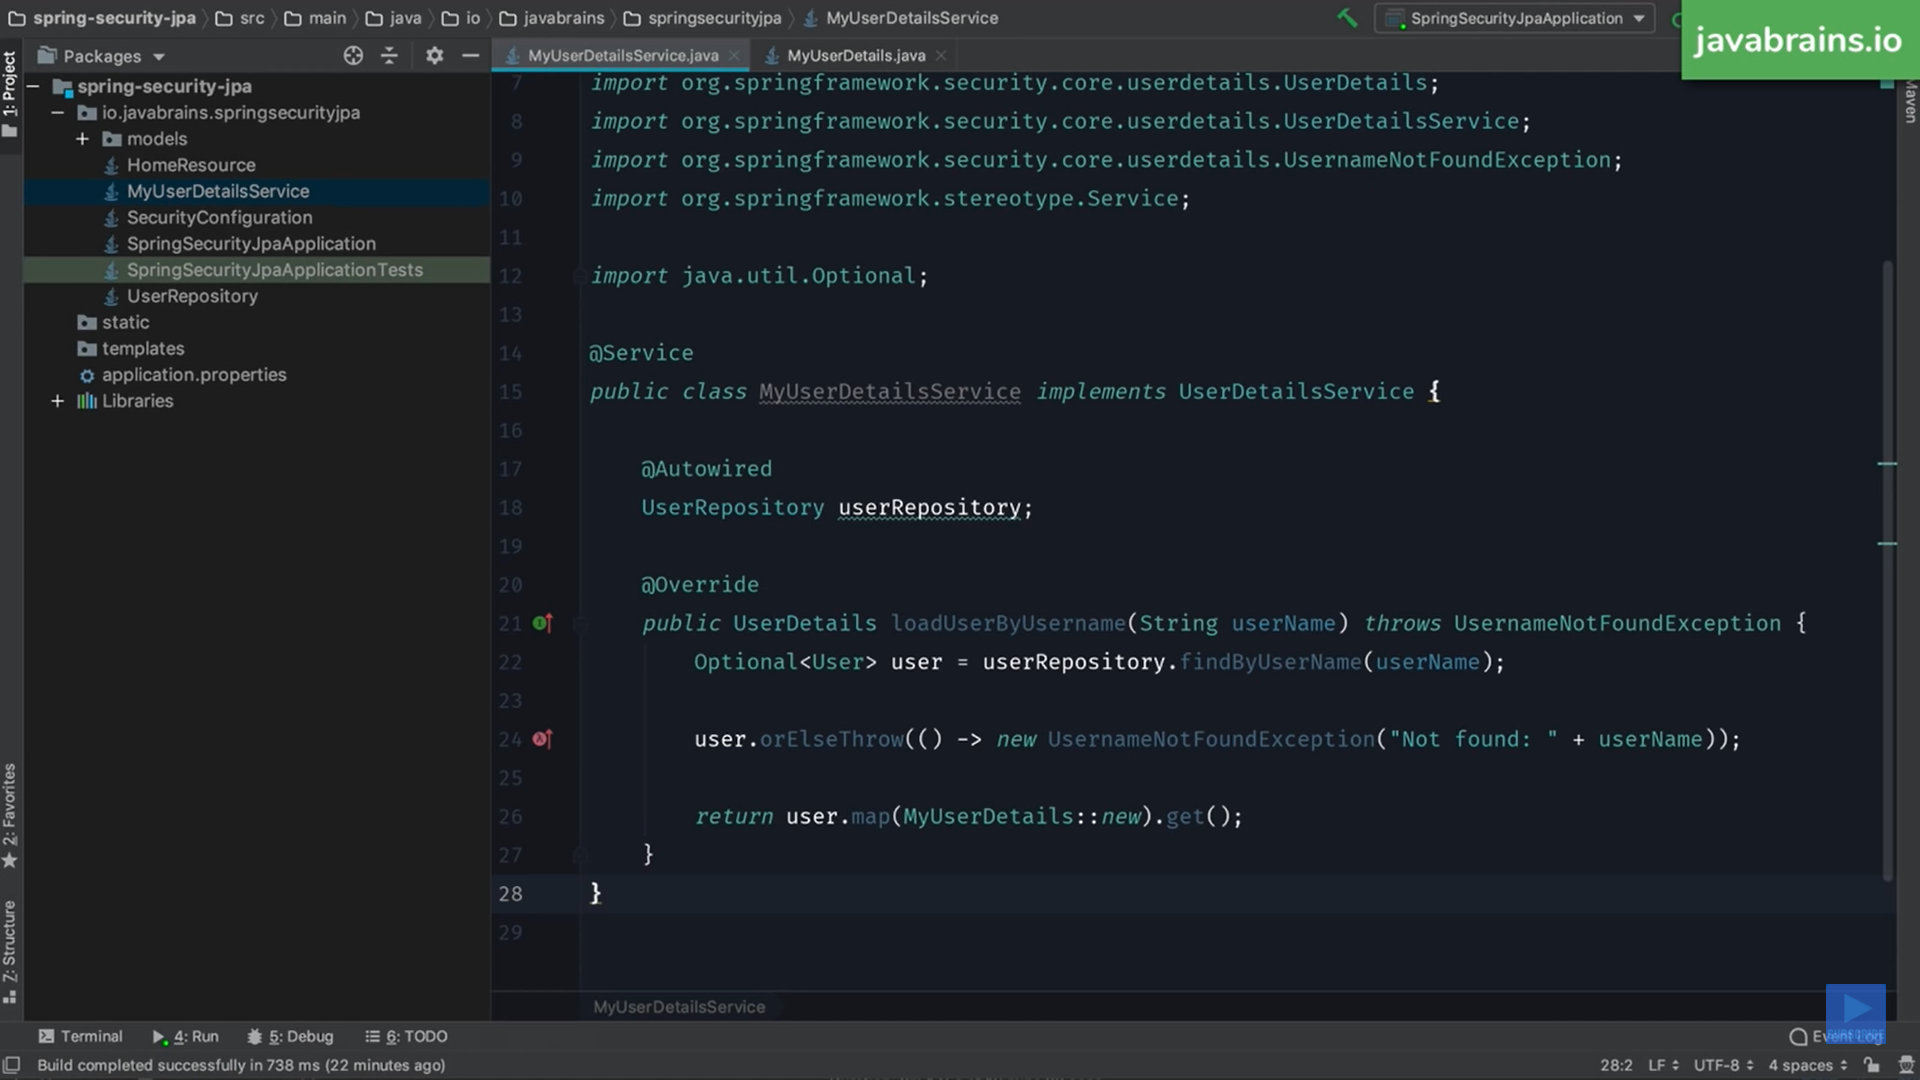 spring-security-jpa src main java io javabrains springsecurityjpa MyUserDetailsService
SpringSecurityJpaApplication
javabrains.io
1: Project
Packages
MyUserDetailsService.java
MyUserDetails.java
Maven
spring-security-jpa
io.javabrains.springsecurityjpa
models
HomeResource
MyUserDetailsService
SecurityConfiguration
SpringSecurityJpaApplication
SpringSecurityJpaApplicationTests
UserRepository
static
templates
application.properties
Libraries
7 import org.springframework.security.core.userdetails.UserDetails;
8 import org.springframework.security.core.userdetails.UserDetailsService;
9 import org.springframework.security.core.userdetails.UsernameNotFoundException;
10 import org.springframework.stereotype.Service;
11
12 import java.util.Optional;
13
14 @Service
15 public class MyUserDetailsService implements UserDetailsService {
16
17 @Autowired
18 UserRepository userRepository;
19
20 @Override
21 public UserDetails loadUserByUsername(String userName) throws UsernameNotFoundException {
22 Optional<User> user = userRepository.findByUserName(userName);
23
24 user.orElseThrow(() -> new UsernameNotFoundException("Not found: " + userName));
25
26 return user.map(MyUserDetails::new).get();
27 }
28 }
29
2: Favorites
Z: Structure
MyUserDetailsService
Terminal 4: Run 5: Debug 6: TODO
SUBSCRIBE
Event Log
Build completed successfully in 738 ms (22 minutes ago)
28:2 LF UTF-8 4 spaces